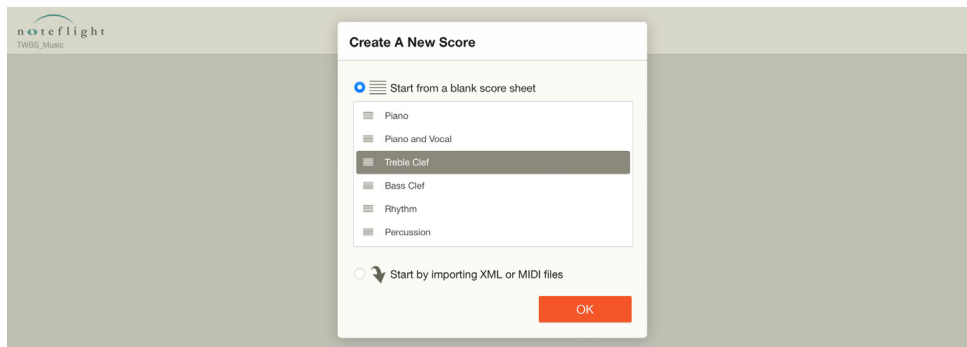 noteflight
TWBS_Music
Create A New Score
Start from a blank score sheet
Piano
Piano and Vocal
Treble Clef
Bass Clef
Rhythm
Percussion
Start by importing XML or MIDI files
OK